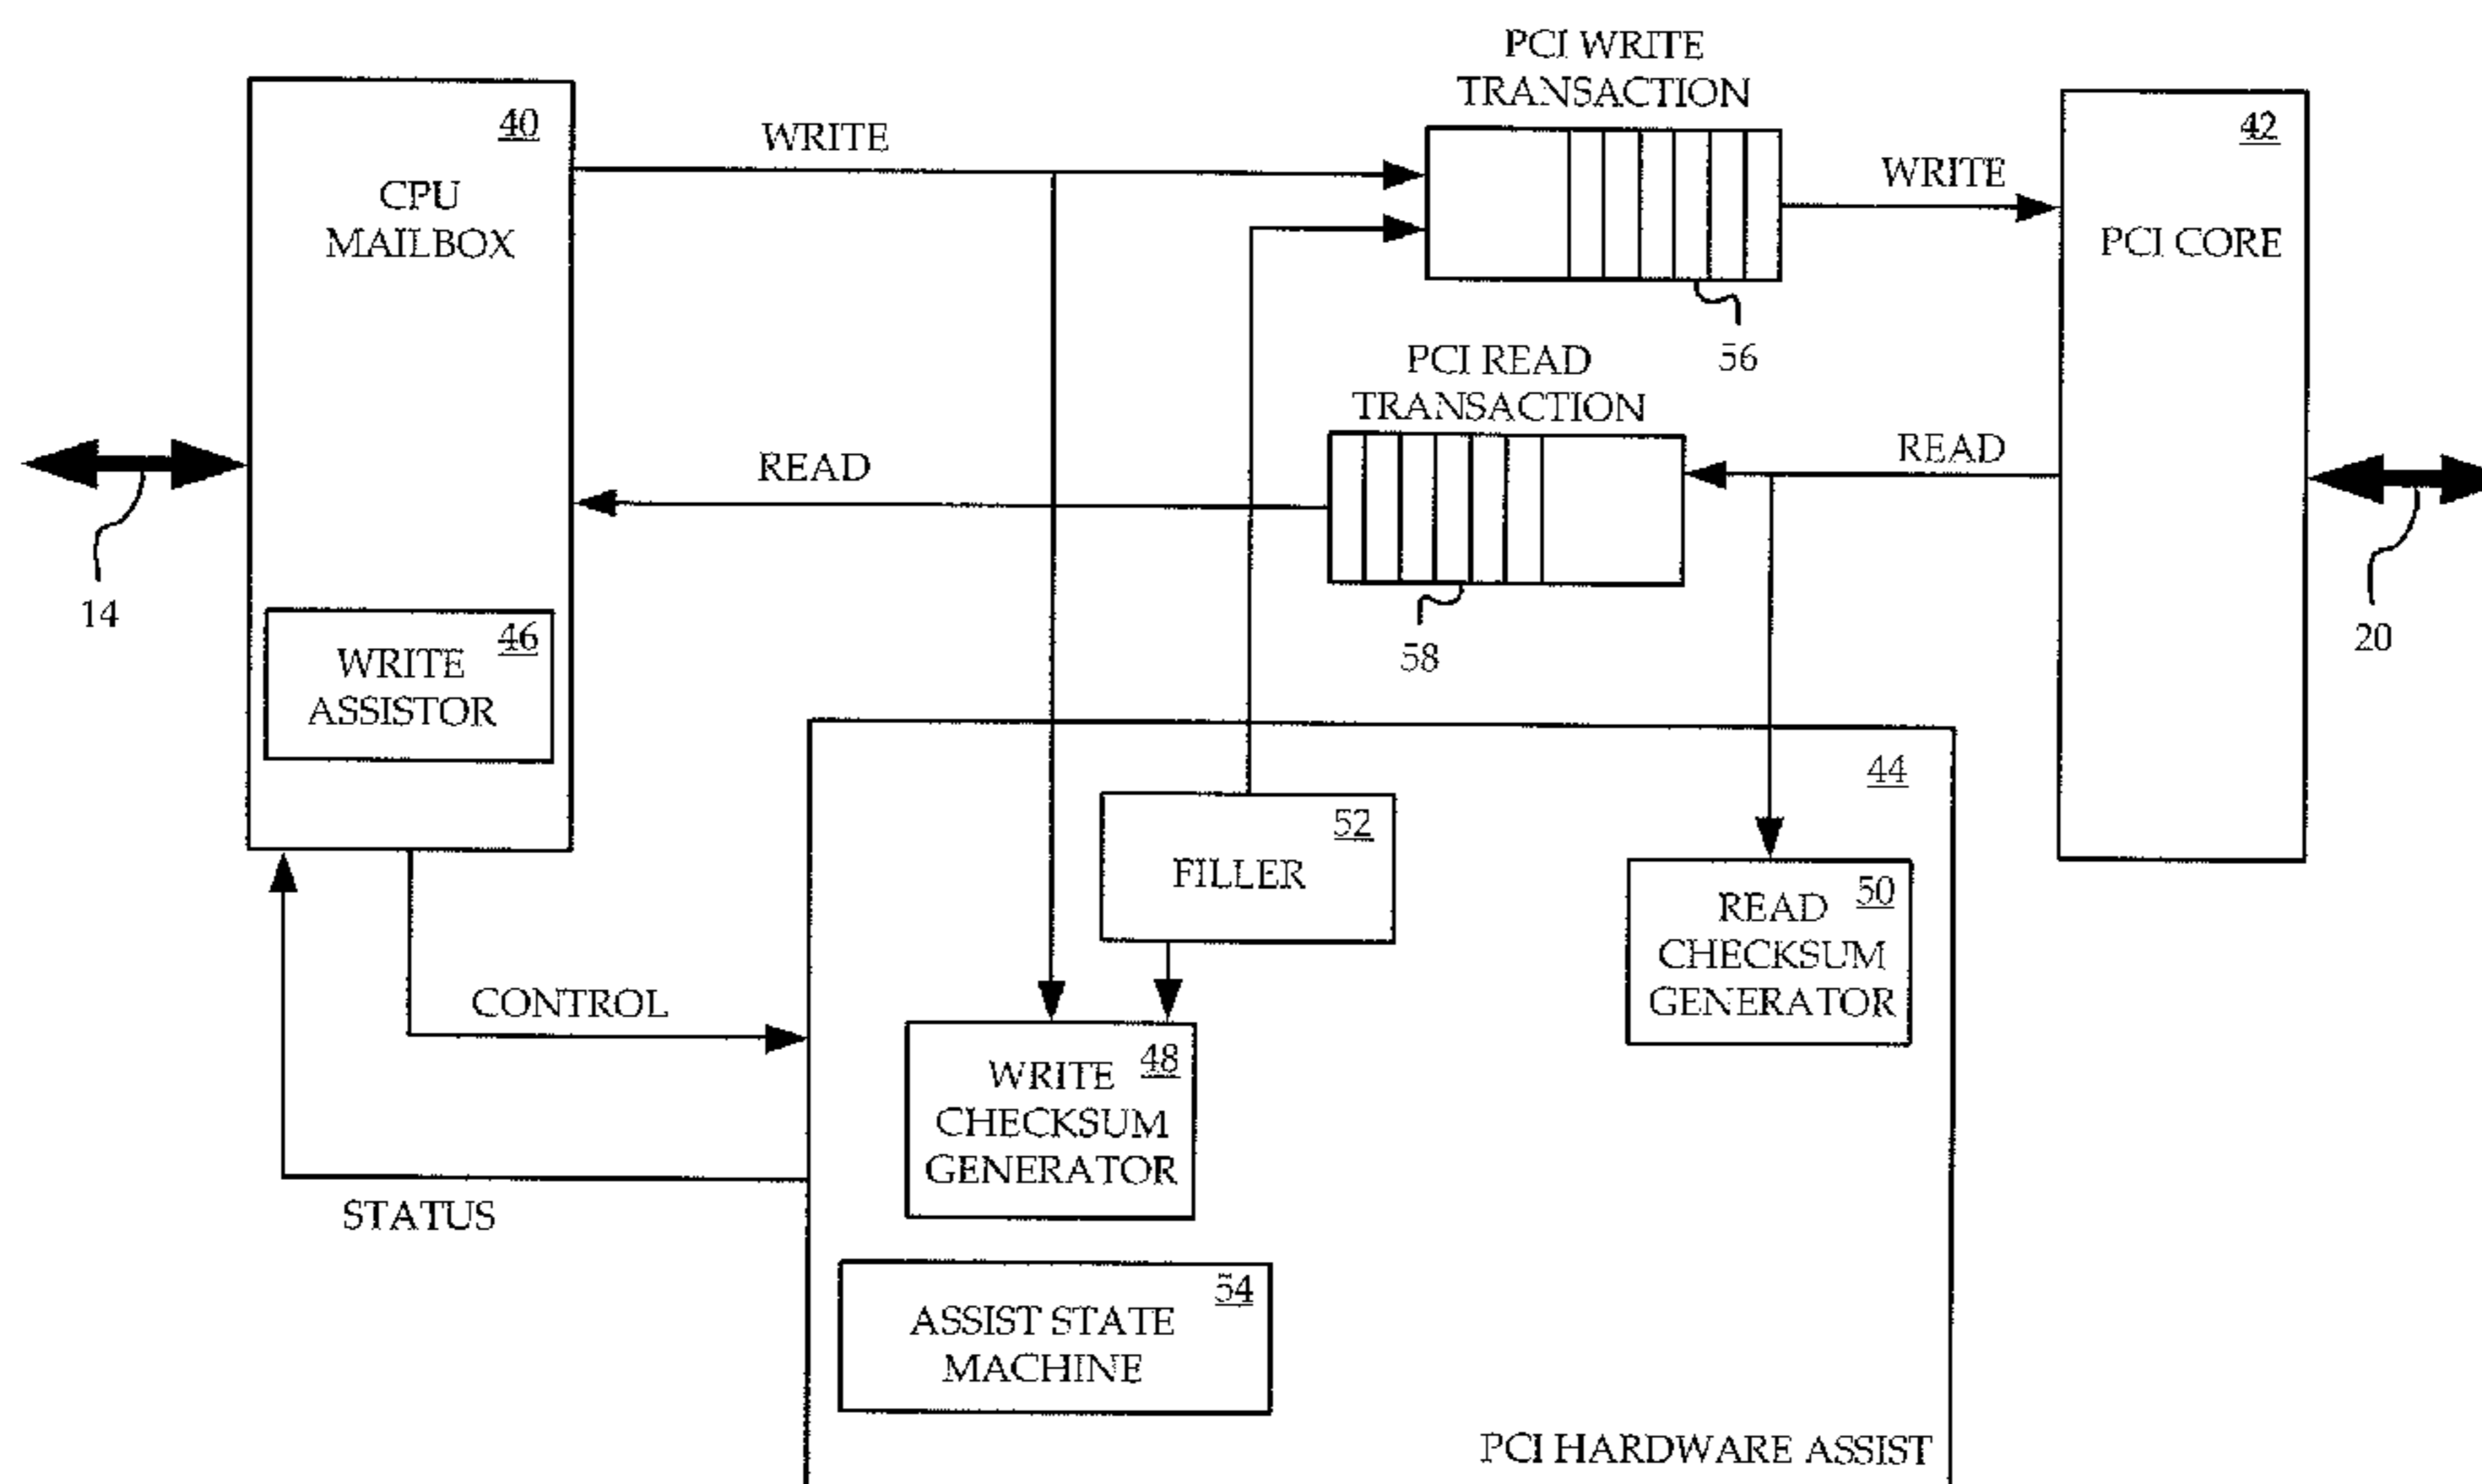 PCI WRITE
TRANSACTION
40
CPU
MAILBOX
WRITE
WRITE
42
PCI CORE
56
PCI READ
TRANSACTION
READ
READ
14
58
20
46
WRITE
ASSISTOR
44
52
FILLER
50
READ
CHECKSUM
GENERATOR
CONTROL
48
WRITE
CHECKSUM
GENERATOR
STATUS
54
ASSIST STATE
MACHINE
PCI HARDWARE ASSIST